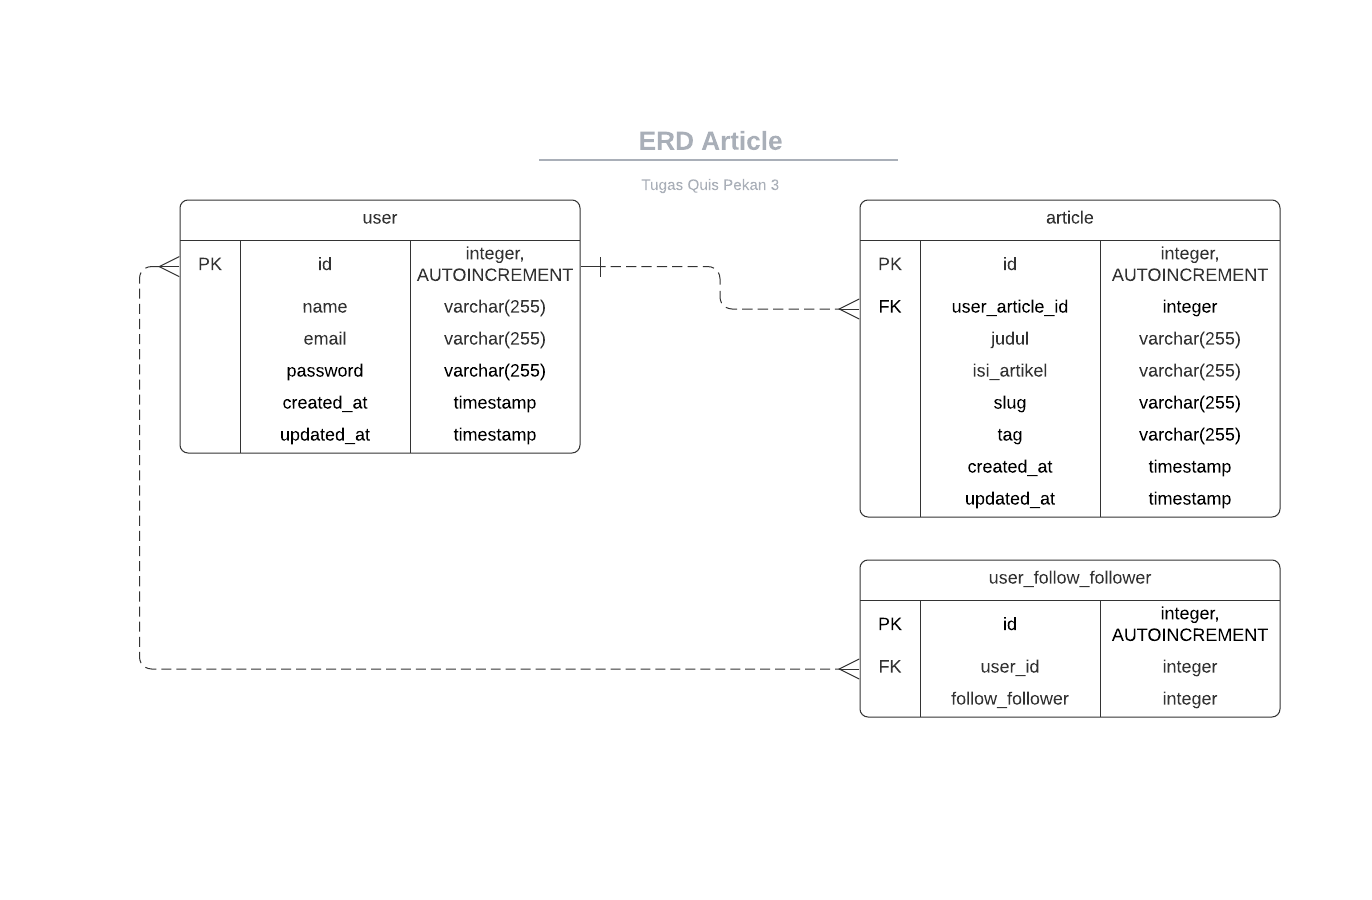 ERD Article
Tugas Quis Pekan 3
user
PK id integer, AUTOINCREMENT
name varchar(255)
email varchar(255)
password varchar(255)
created_at timestamp
updated_at timestamp
article
PK id integer, AUTOINCREMENT
FK user_article_id integer
judul varchar(255)
isi_artikel varchar(255)
slug varchar(255)
tag varchar(255)
created_at timestamp
updated_at timestamp
user_follow_follower
PK id integer, AUTOINCREMENT
FK user_id integer
follow_follower integer